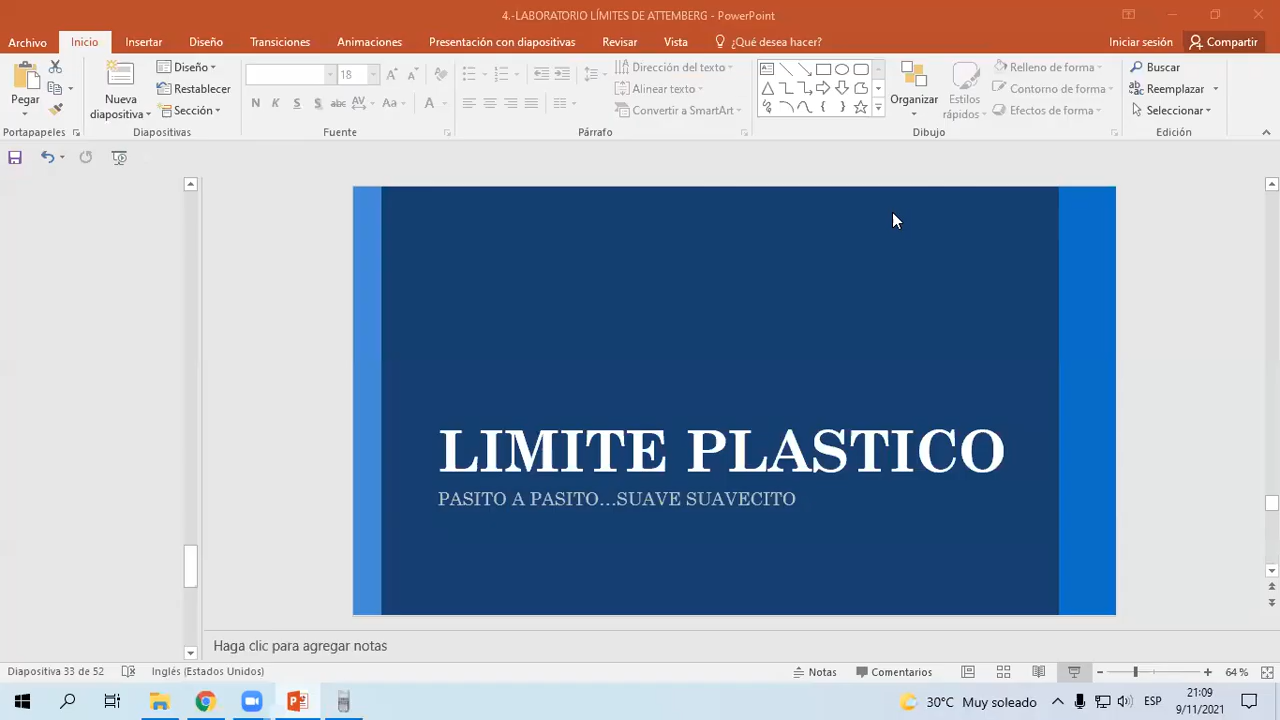 4.-LABORATORIO LÍMITES DE ATTEMBERG - PowerPoint
Archivo Inicio Insertar Diseño Transiciones Animaciones Presentación con diapositivas Revisar Vista ¿Qué desea hacer? Iniciar sesión Compartir
Pegar
Nueva diapositiva
Diseño
Restablecer
Sección
18
N K S abc AV Aa A
Dirección del texto
Alinear texto
Convertir a SmartArt
Organizar
Estilos rápidos
Relleno de forma
Contorno de forma
Efectos de forma
Buscar
Reemplazar
Seleccionar
Portapapeles Diapositivas Fuente Párrafo Dibujo Edición
LIMITE PLASTICO
PASITO A PASITO...SUAVE SUAVECITO
Haga clic para agregar notas
Diapositiva 33 de 52 Inglés (Estados Unidos) Notas Comentarios 64 %
30°C Muy soleado ESP 21:09
9/11/2021